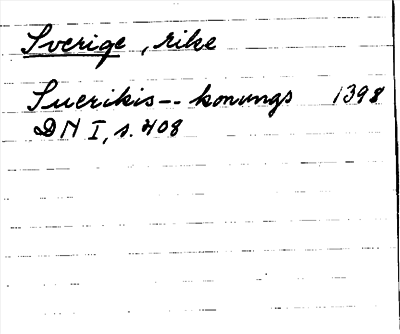 Sverige, rike
Suerikis-- konungs 1398
DN I, s. 408